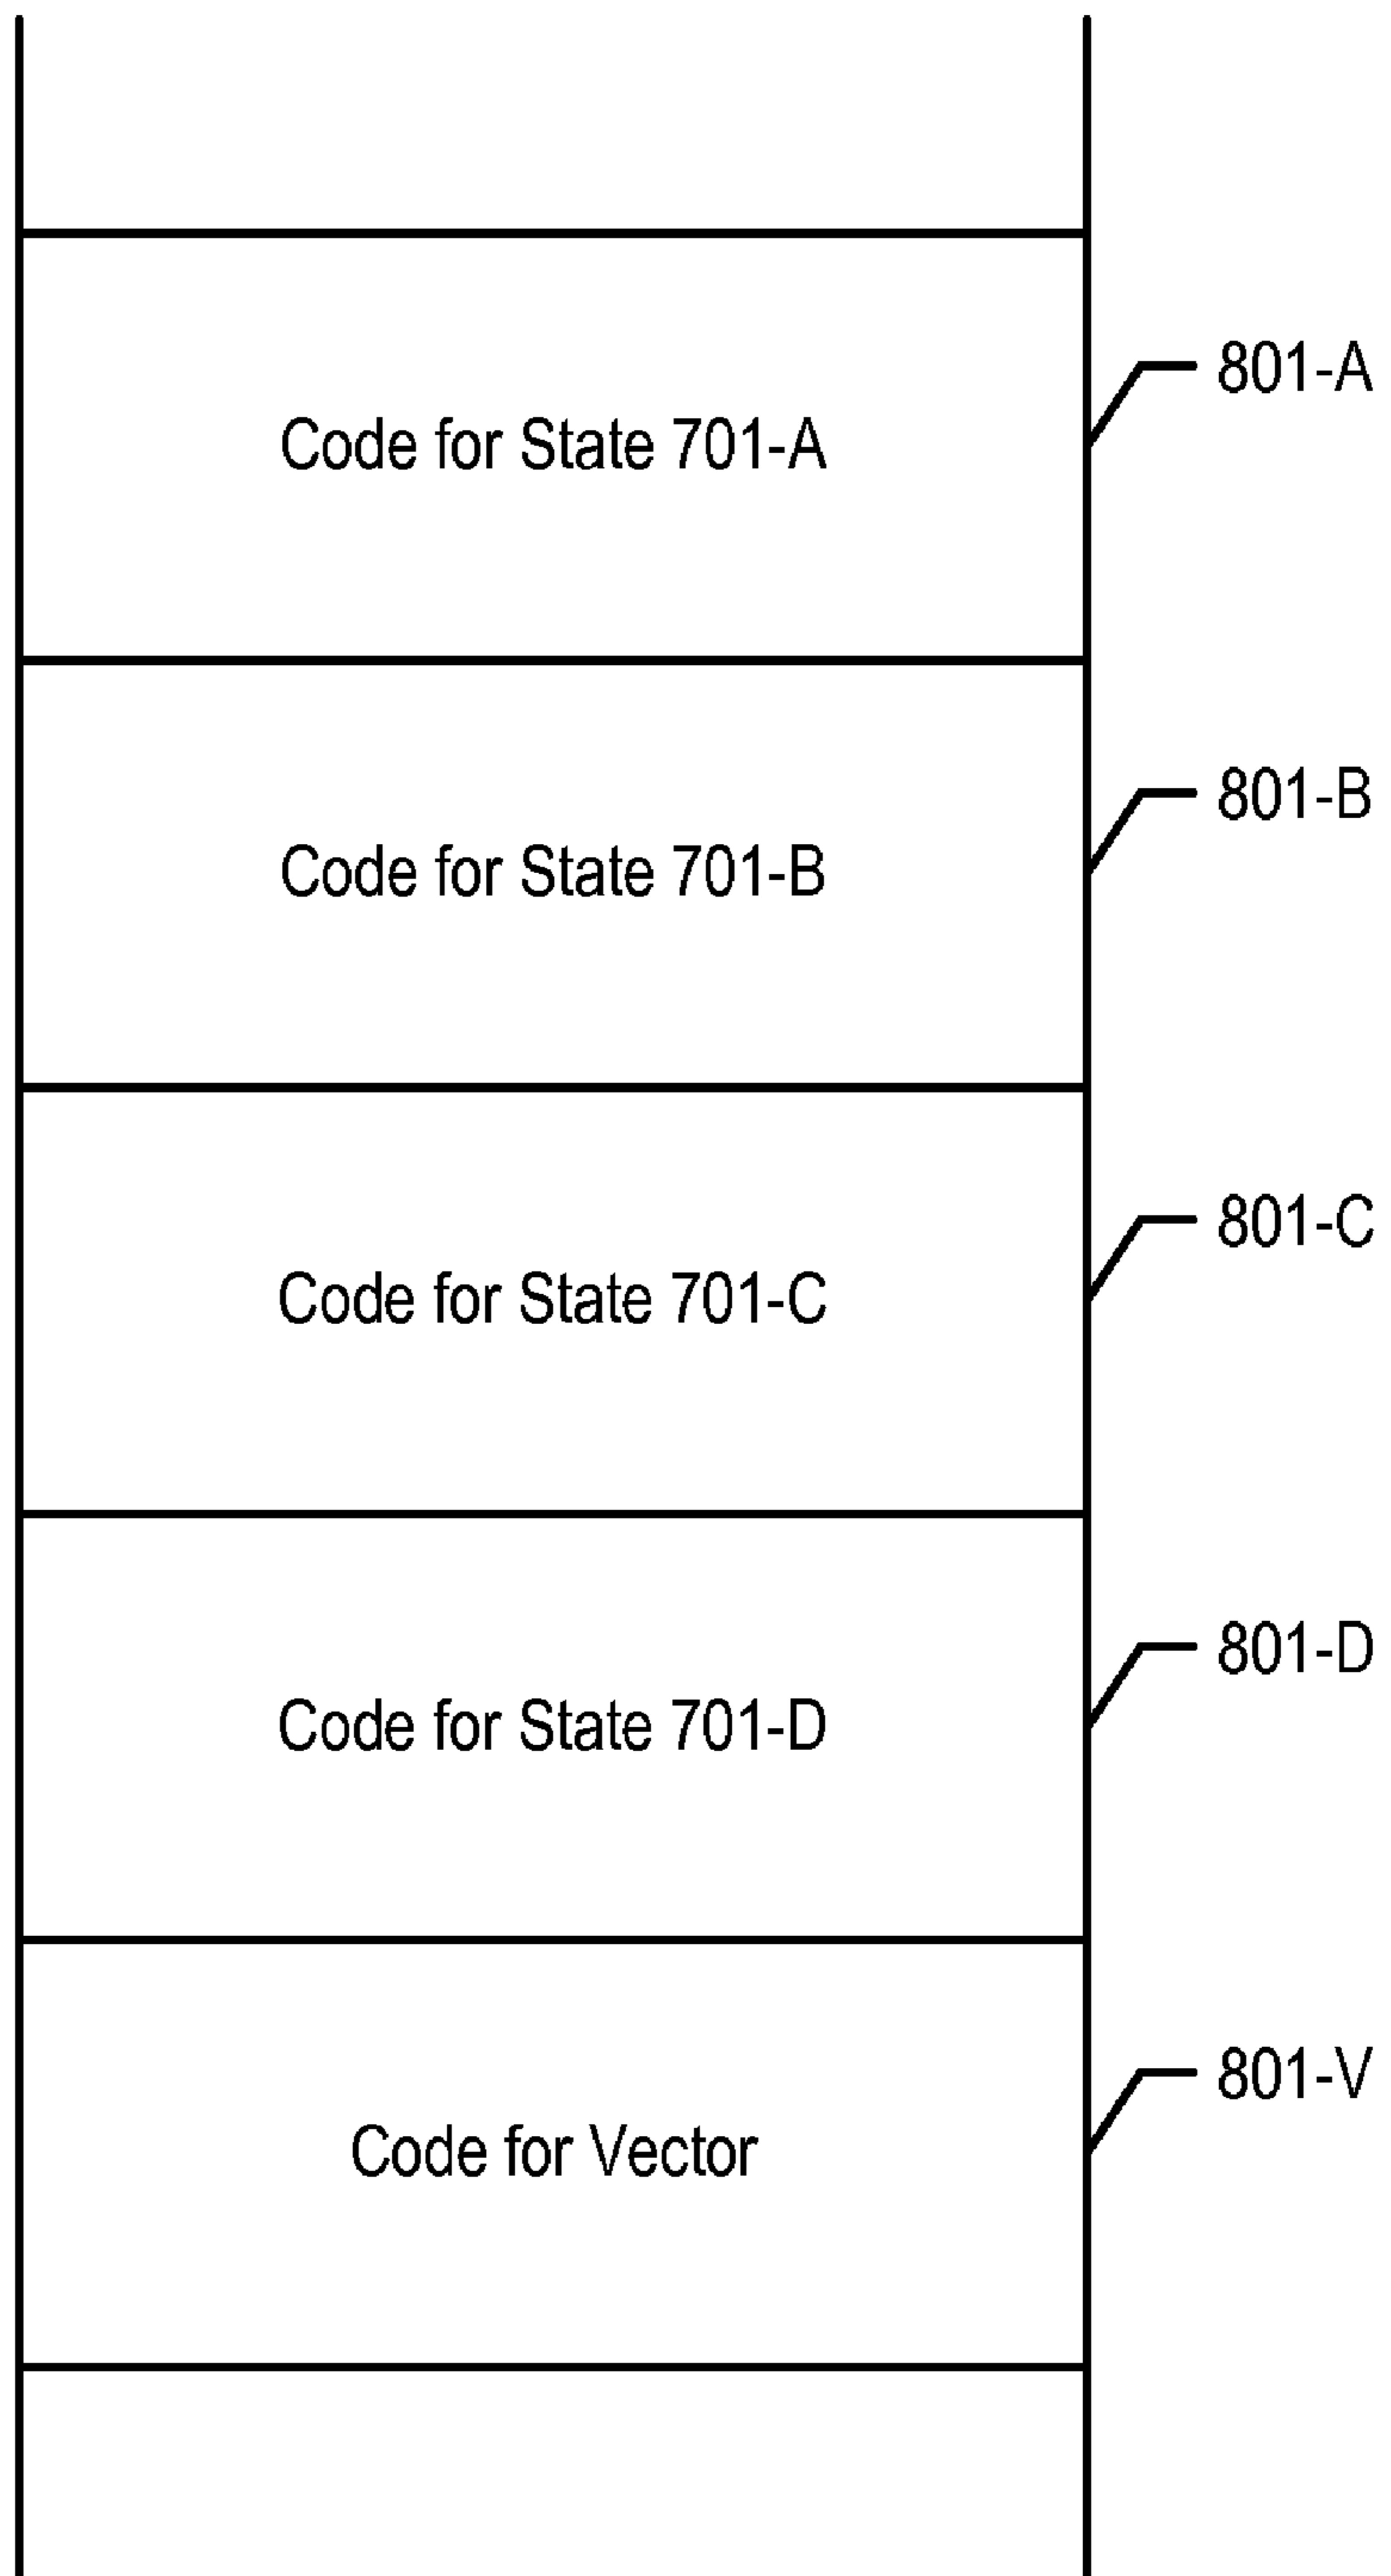 801-A
Code for State 701-A
801-B
Code for State 701-B
801-C
Code for State 701-C
801-D
Code for State 701-D
801-V
Code for Vector